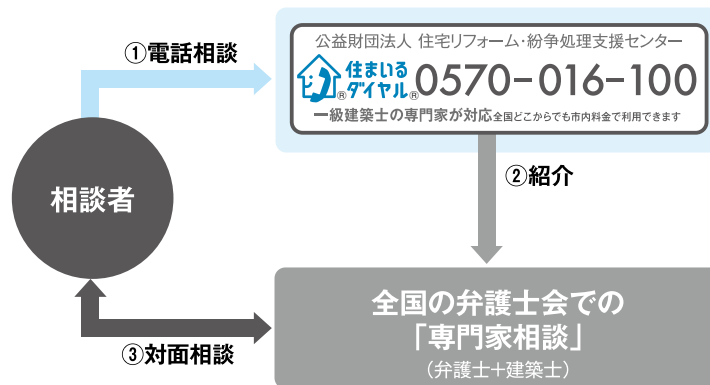 ①電話相談
公益財団法人 住宅リフォーム・紛争処理支援センター
住まいる
ダイヤル®
®
0570-016-100
一級建築士の専門家が対応 全国どこからでも市内料金で利用できます
相談者
②紹介
全国の弁護士会での
「専門家相談」
(弁護士+建築士)
③対面相談